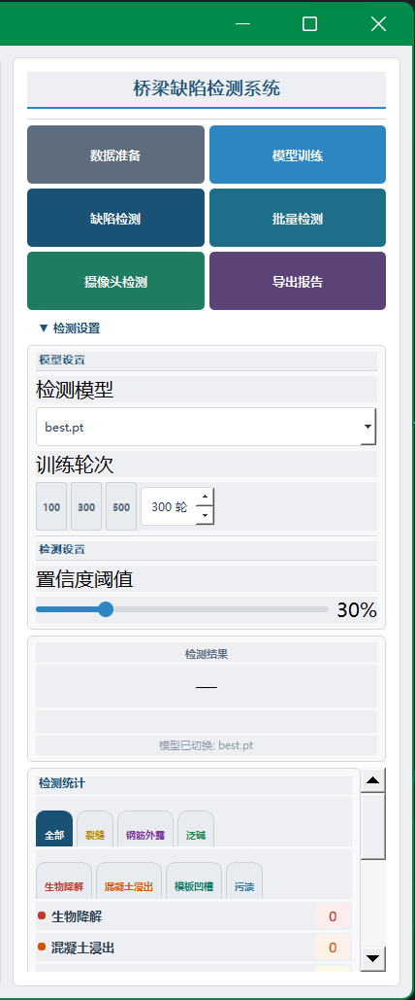 桥梁缺陷检测系统
数据准备 模型训练
缺陷检测 批量检测
摄像头检测 导出报告
▼ 检测设置
模型设置
检测模型
best.pt
训练轮次
100 300 500 300 轮
检测设置
置信度阈值
30%
检测结果
—
模型已切换: best.pt
检测统计
全部 裂缝 钢筋外露 泛碱
生物降解 混凝土浸出 模板凹槽 污渍
生物降解 0
混凝土浸出 0